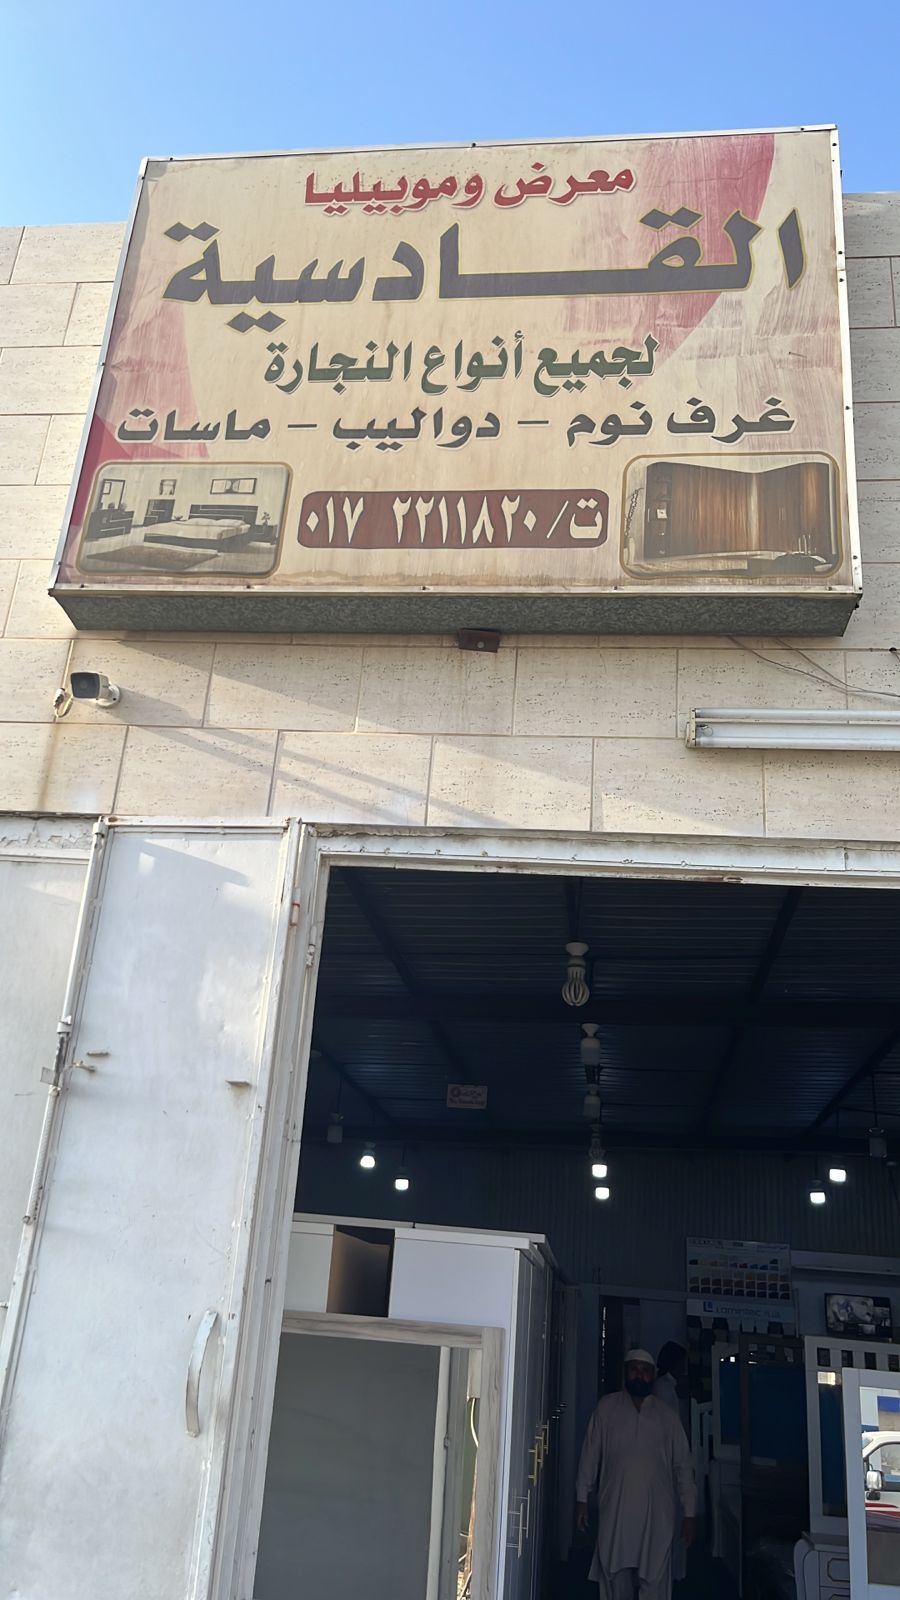 معرض وموبيليا
القادسية
لجميع أنواع النجارة
غرف نوم - دواليب - ماسات
ت/ ٠١٧ ٢٢١١٨٢٠